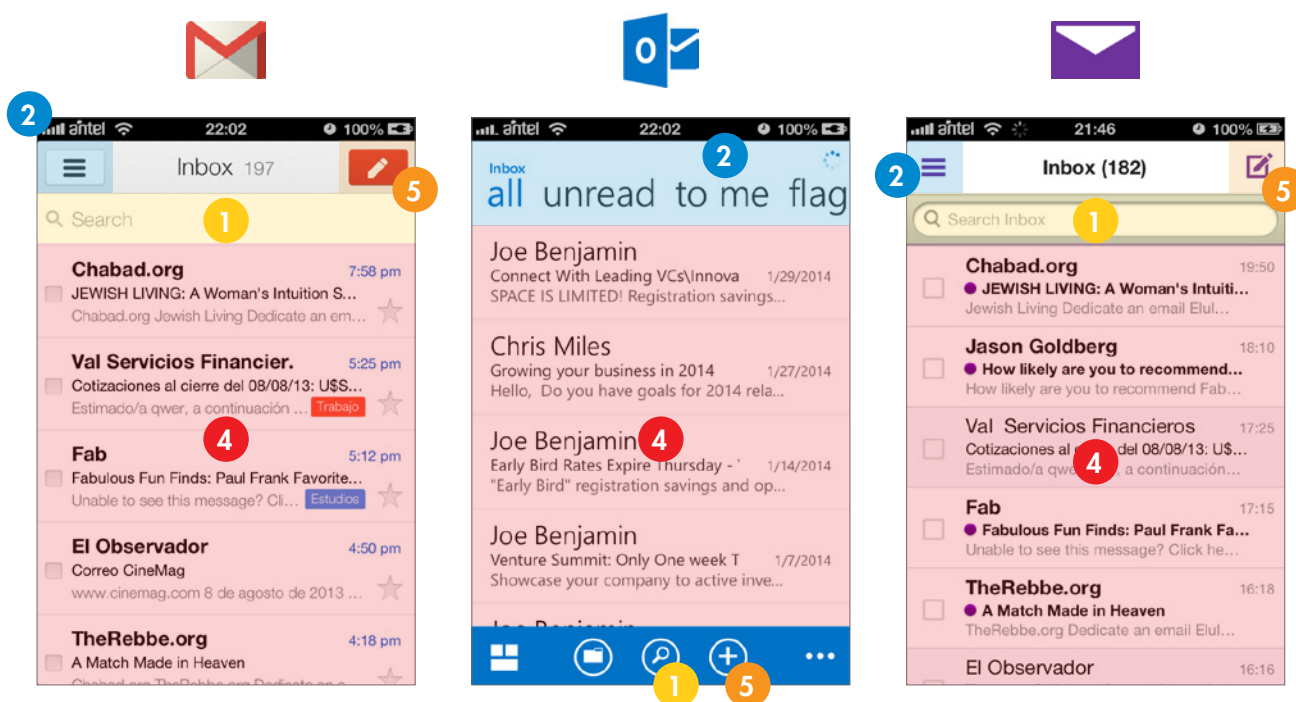 O
2
antel 22:02 100%
Inbox 197
5
Search
1
Chabad.org 7:58 pm
JEWISH LIVING: A Woman's Intuition S...
Chabad.org Jewish Living Dedicate an em...
Val Servicios Financier. 5:25 pm
Cotizaciones al cierre del 08/08/13: U$S...
Estimado/a qwer, a continuación ... Trabajo
4
Fab 5:12 pm
Fabulous Fun Finds: Paul Frank Favorite...
Unable to see this message? Cli... Estudios
El Observador 4:50 pm
Correo CineMag
www.cinemag.com 8 de agosto de 2013 ...
TheRebbe.org 4:18 pm
A Match Made in Heaven
Chabad.org TheRebbe.org Dedicate an e
antel 22:02 100%
2
Inbox
all unread to me flag
Joe Benjamin
Connect With Leading VCs\Innova 1/29/2014
SPACE IS LIMITED! Registration savings...
Chris Miles
Growing your business in 2014 1/27/2014
Hello, Do you have goals for 2014 rela...
Joe Benjamin
4
Early Bird Rates Expire Thursday - 1/14/2014
"Early Bird" registration savings and op...
Joe Benjamin
Venture Summit: Only One week T 1/7/2014
Showcase your company to active inve...
Joe Benjamin
1
5
antel 21:46 100%
2
Inbox (182)
5
Search Inbox
1
Chabad.org 19:50
JEWISH LIVING: A Woman's Intuiti...
Jewish Living Dedicate an email Elul...
Jason Goldberg 18:10
How likely are you to recommend...
How likely are you to recommend Fab...
Val Servicios Financieros 17:25
Cotizaciones al del 08/08/13: U$...
4
Estimado/a , a continuación...
Fab 17:15
Fabulous Fun Finds: Paul Frank Fa...
Unable to see this message? Click he...
TheRebbe.org 16:18
A Match Made in Heaven
TheRebbe.org Dedicate an email Elul...
El Observador 16:16